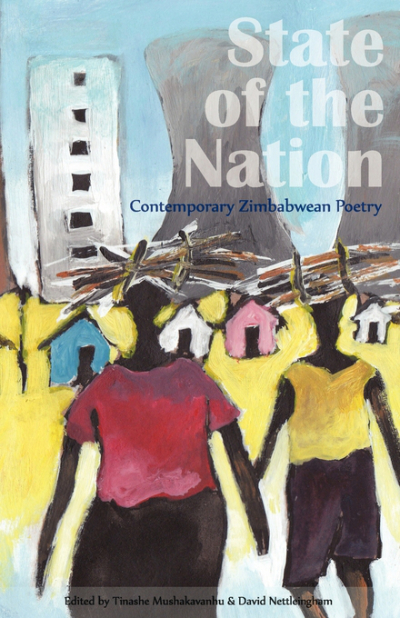 State
of the
Nation
Contemporary Zimbabwean Poetry
Edited by Tinashe Mushakavanhu & David Nettleingham